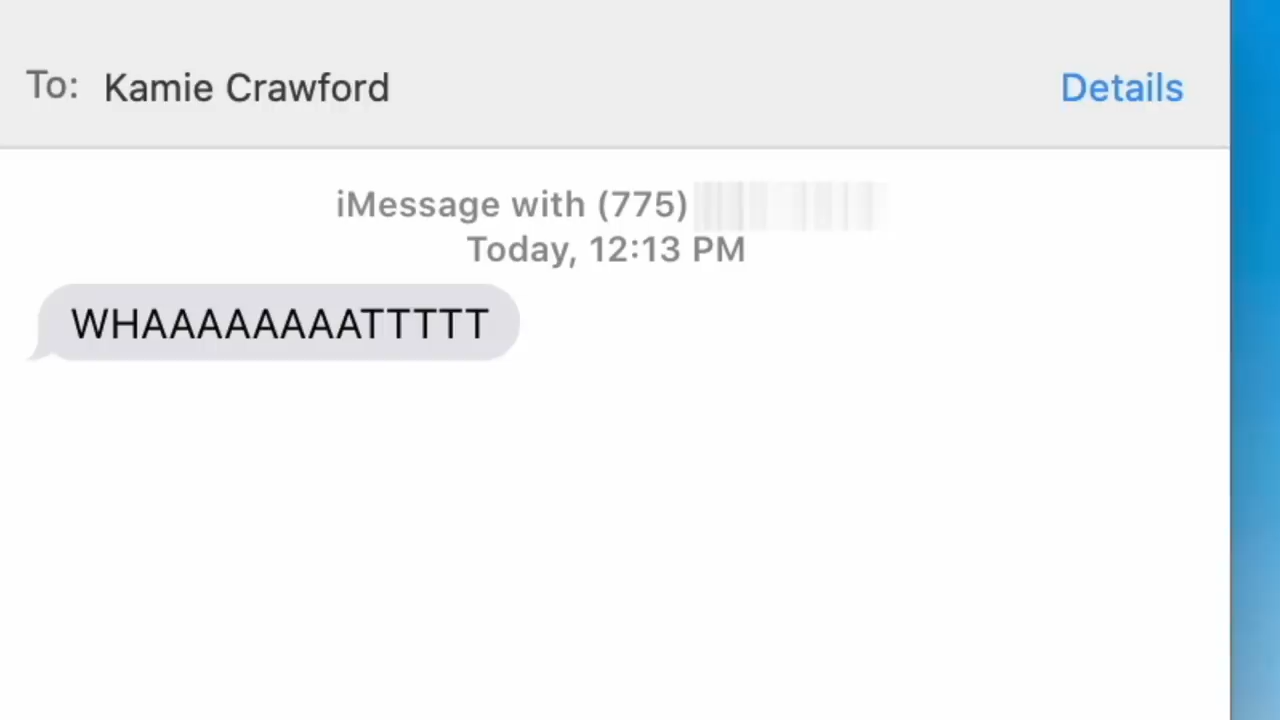 To: Kamie Crawford
Details
iMessage with (775)
Today, 12:13 PM
WHAAAAAAAATTTTT